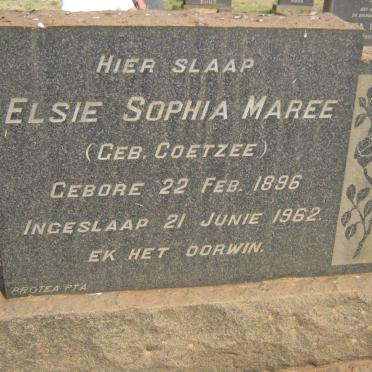 HIER SLAAP
ELSIE SOPHIA MAREE
(GEB. COETZEE)
GEBORE 22 FEB. 1896
INGESLAAP 21 JUNIE 1962.
EK HET OORWIN.
PROTEA PTA